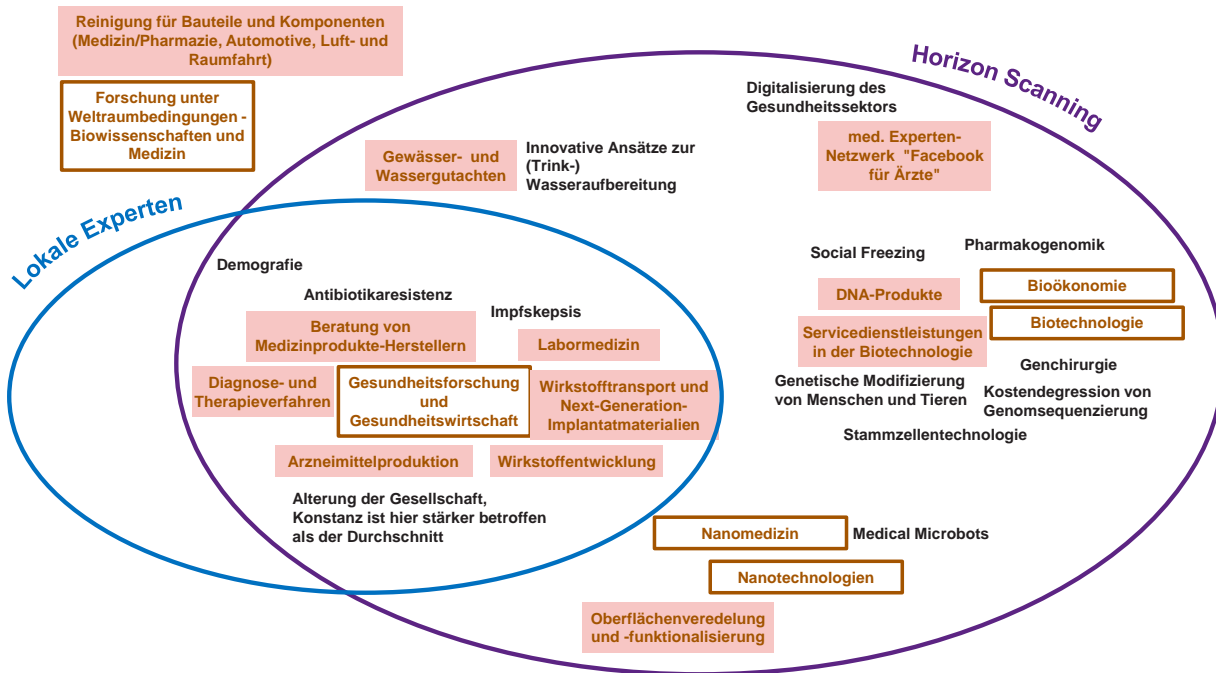 Reinigung für Bauteile und Komponenten
(Medizin/Pharmazie, Automotive, Luft- und
Raumfahrt)
Forschung unter
Weltraumbedingungen -
Biowissenschaften und
Medizin
Horizon Scanning
Digitalisierung des
Gesundheitssektors
med. Experten-
Netzwerk "Facebook
für Ärzte"
Gewässer- und
Wassergutachten
Innovative Ansätze zur
(Trink-)
Wasseraufbereitung
Lokale Experten
Demografie
Antibiotikaresistenz
Impfskepsis
Beratung von
Medizinprodukte-Herstellern
Labormedizin
Diagnose- und
Therapieverfahren
Gesundheitsforschung
und
Gesundheitswirtschaft
Wirkstofftransport und
Next-Generation-
Implantatmaterialien
Arzneimittelproduktion
Wirkstoffentwicklung
Alterung der Gesellschaft,
Konstanz ist hier stärker betroffen
als der Durchschnitt
Social Freezing
Pharmakogenomik
DNA-Produkte
Bioökonomie
Biotechnologie
Servicedienstleistungen
in der Biotechnologie
Genchirurgie
Genetische Modifizierung
von Menschen und Tieren
Kostendegression von
Genomsequenzierung
Stammzellentechnologie
Nanomedizin
Medical Microbots
Nanotechnologien
Oberflächenveredelung
und -funktionalisierung